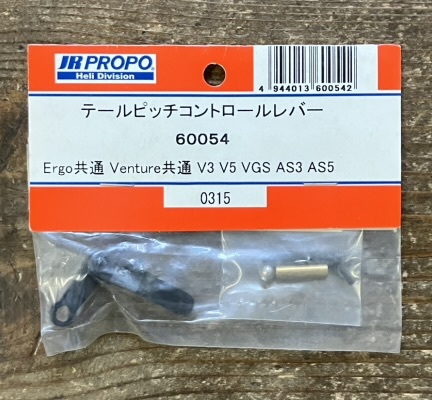 JR PROPO
Heli Division
4 944013 600542
テールピッチコントロールレバー
60054
Ergo共通 Venture共通 V3 V5 VGS AS3 AS5
0315